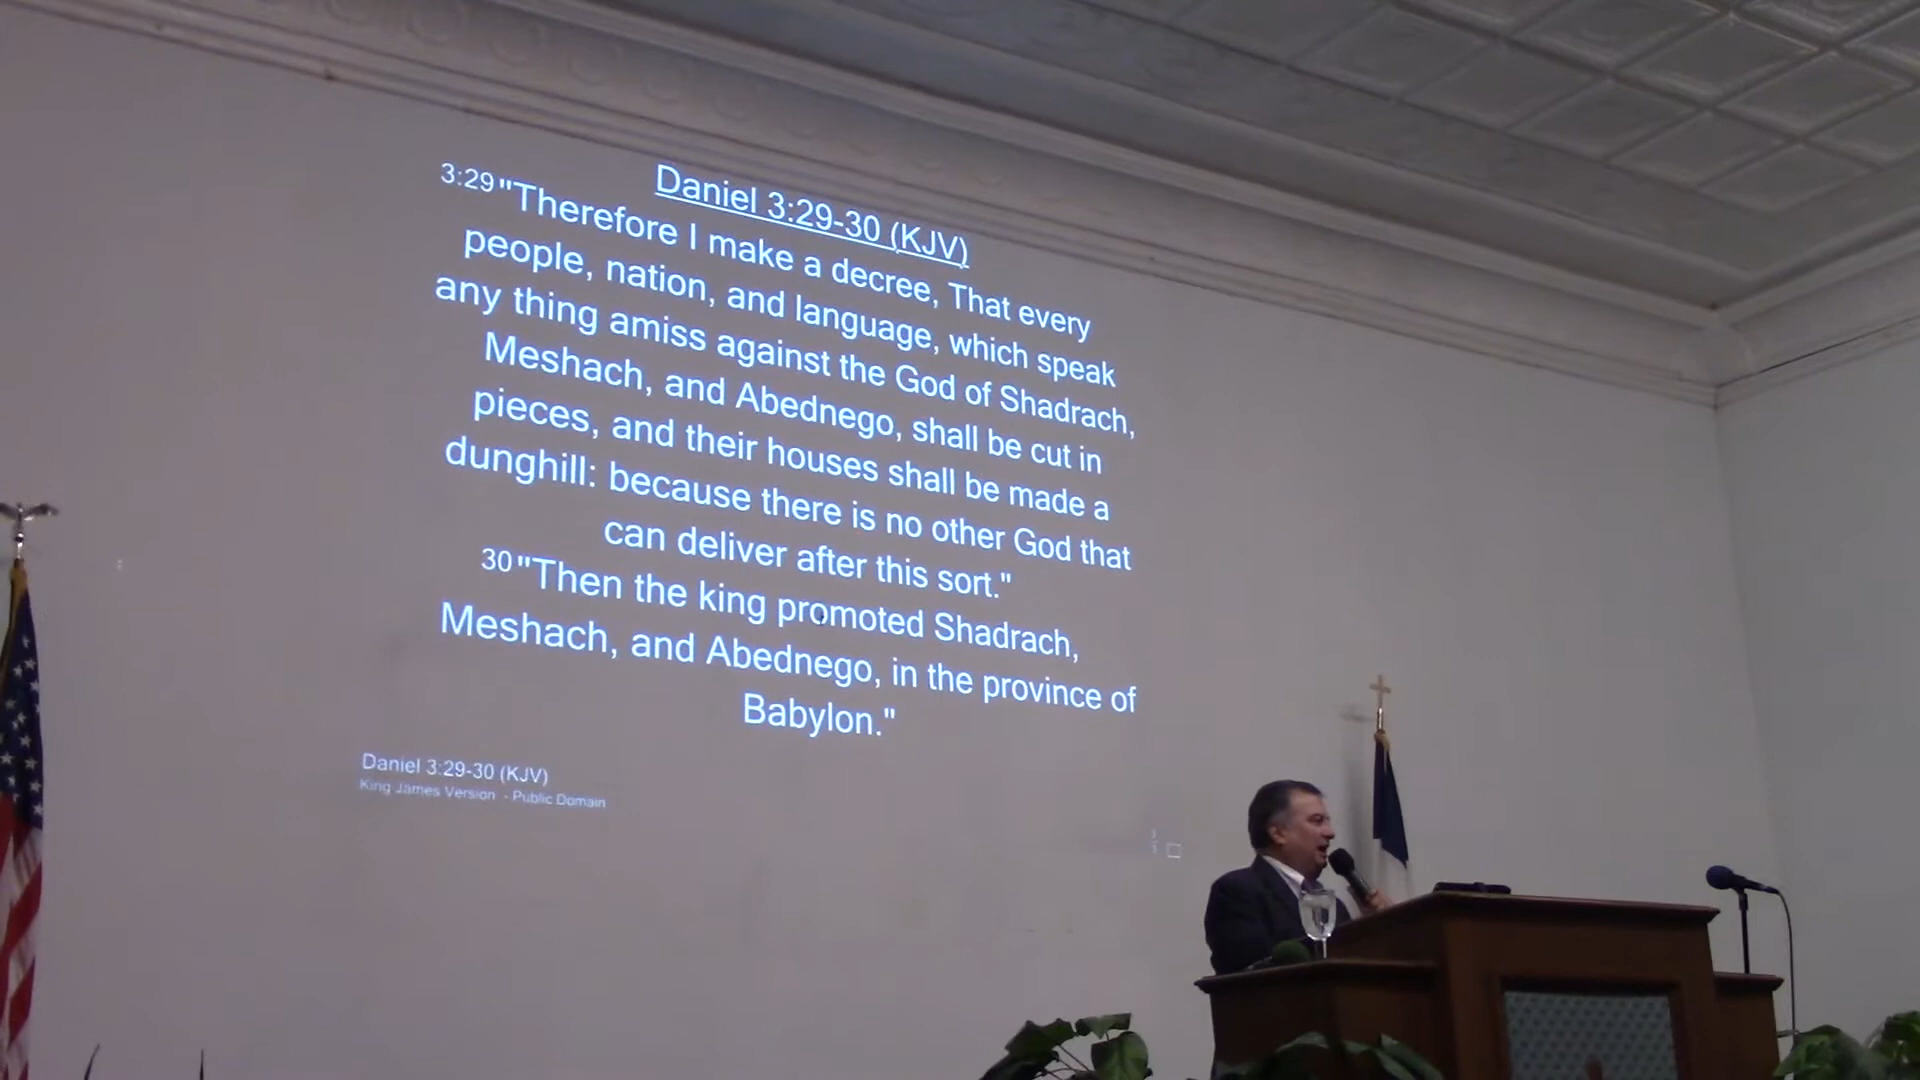 Daniel 3:29-30 (KJV)
3:29 "Therefore I make a decree, That every
people, nation, and language, which speak
any thing amiss against the God of Shadrach,
Meshach, and Abednego, shall be cut in
pieces, and their houses shall be made a
dunghill: because there is no other God that
can deliver after this sort."
30 "Then the king promoted Shadrach,
Meshach, and Abednego, in the province of
Babylon."
Daniel 3:29-30 (KJV)
King James Version - Public Domain